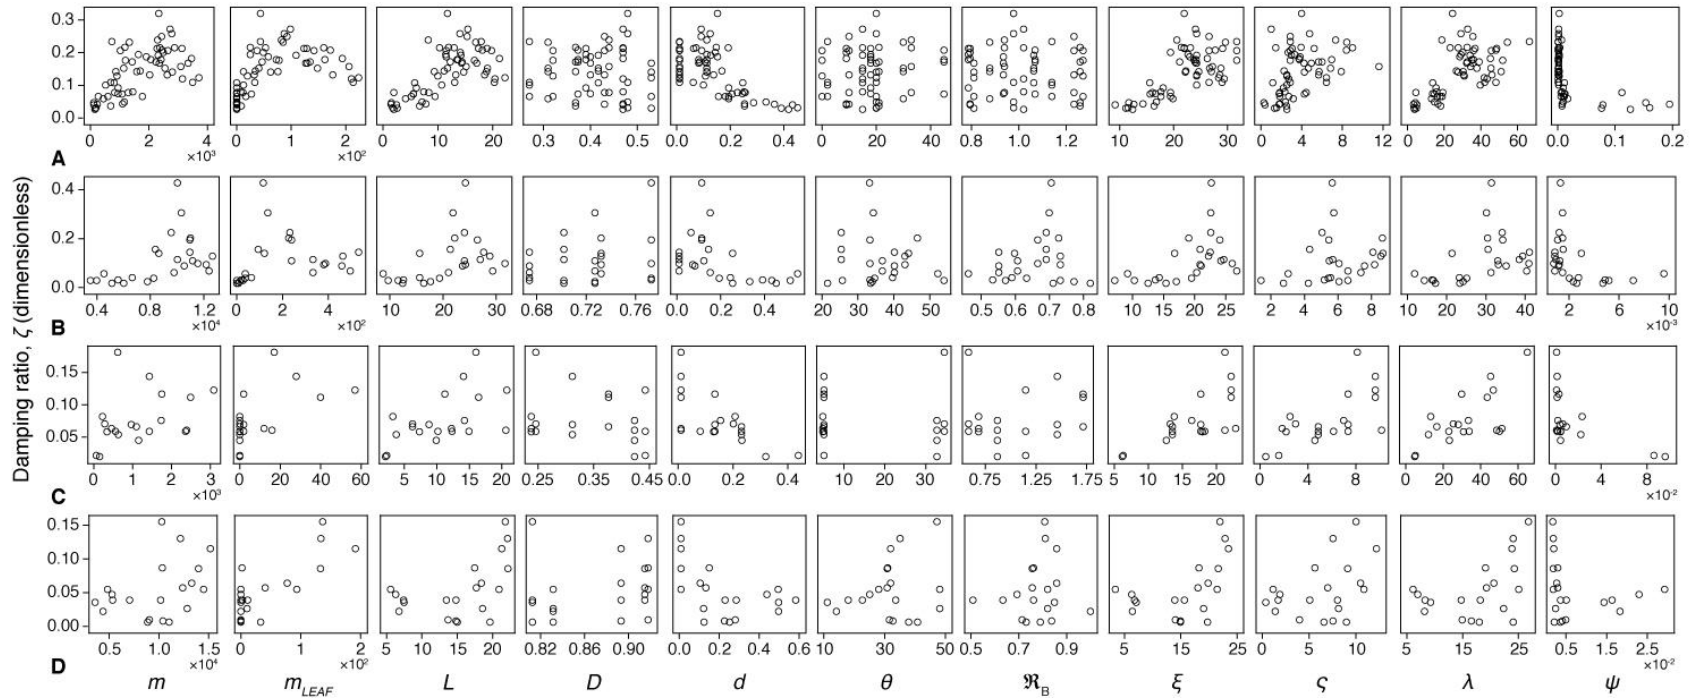 Damping ratio, ζ (dimensionless)
0.3
0.2
0.1
0.0
0 2 4 0 1 2 0 10 20 0.3 0.4 0.5 0.0 0.2 0.4 0 20 40 0.8 1.0 1.2 10 20 30 0 4 8 12 0 20 40 60 0.0 0.1 0.2
A ×10³ ×10²
0.4
0.2
0.0
0.4 0.8 1.2 0 2 4 10 20 30 0.68 0.72 0.76 0.0 0.2 0.4 20 30 40 50 0.5 0.6 0.7 0.8 10 15 20 25 2 4 6 8 10 20 30 40 2 6 10
B ×10⁴ ×10² ×10⁻³
0.15
0.10
0.05
0 1 2 3 0 20 40 60 5 10 15 20 0.25 0.35 0.45 0.0 0.2 0.4 10 20 30 0.75 1.25 1.75 5 10 15 20 0 4 8 0 20 40 60 0 4 8
C ×10³ ×10⁻²
0.15
0.10
0.05
0.00
0.5 1.0 1.5 0 1 2 5 10 15 20 0.82 0.86 0.90 0.0 0.2 0.4 0.6 10 30 50 0.5 0.7 0.9 5 15 25 0 5 10 5 15 25 0.5 1.5 2.5
D ×10⁴ ×10² ×10⁻²
m m_LEAF L D d θ ℜ_B ξ ς λ ψ